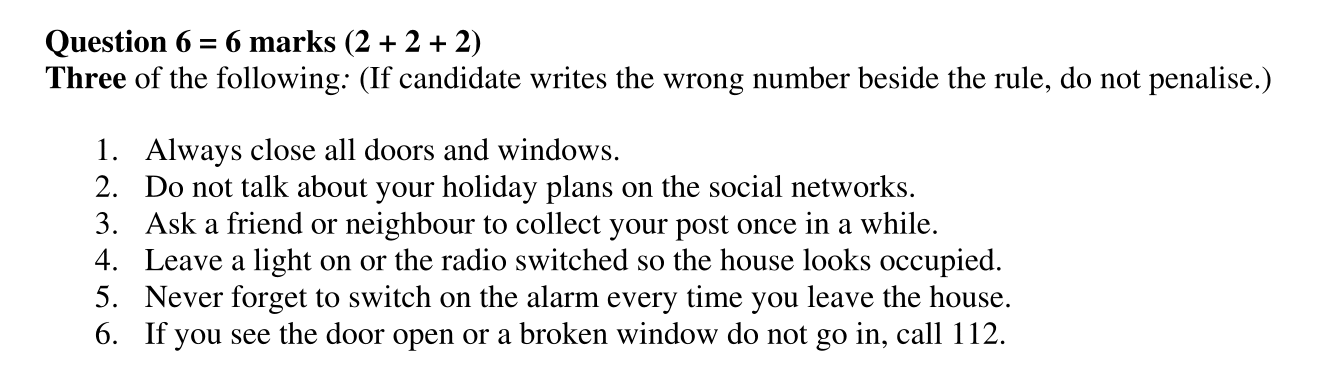 Question 6 = 6 marks (2 + 2 + 2)
Three of the following: (If candidate writes the wrong number beside the rule, do not penalise.)
1. Always close all doors and windows.
2. Do not talk about your holiday plans on the social networks.
3. Ask a friend or neighbour to collect your post once in a while.
4. Leave a light on or the radio switched so the house looks occupied.
5. Never forget to switch on the alarm every time you leave the house.
6. If you see the door open or a broken window do not go in, call 112.